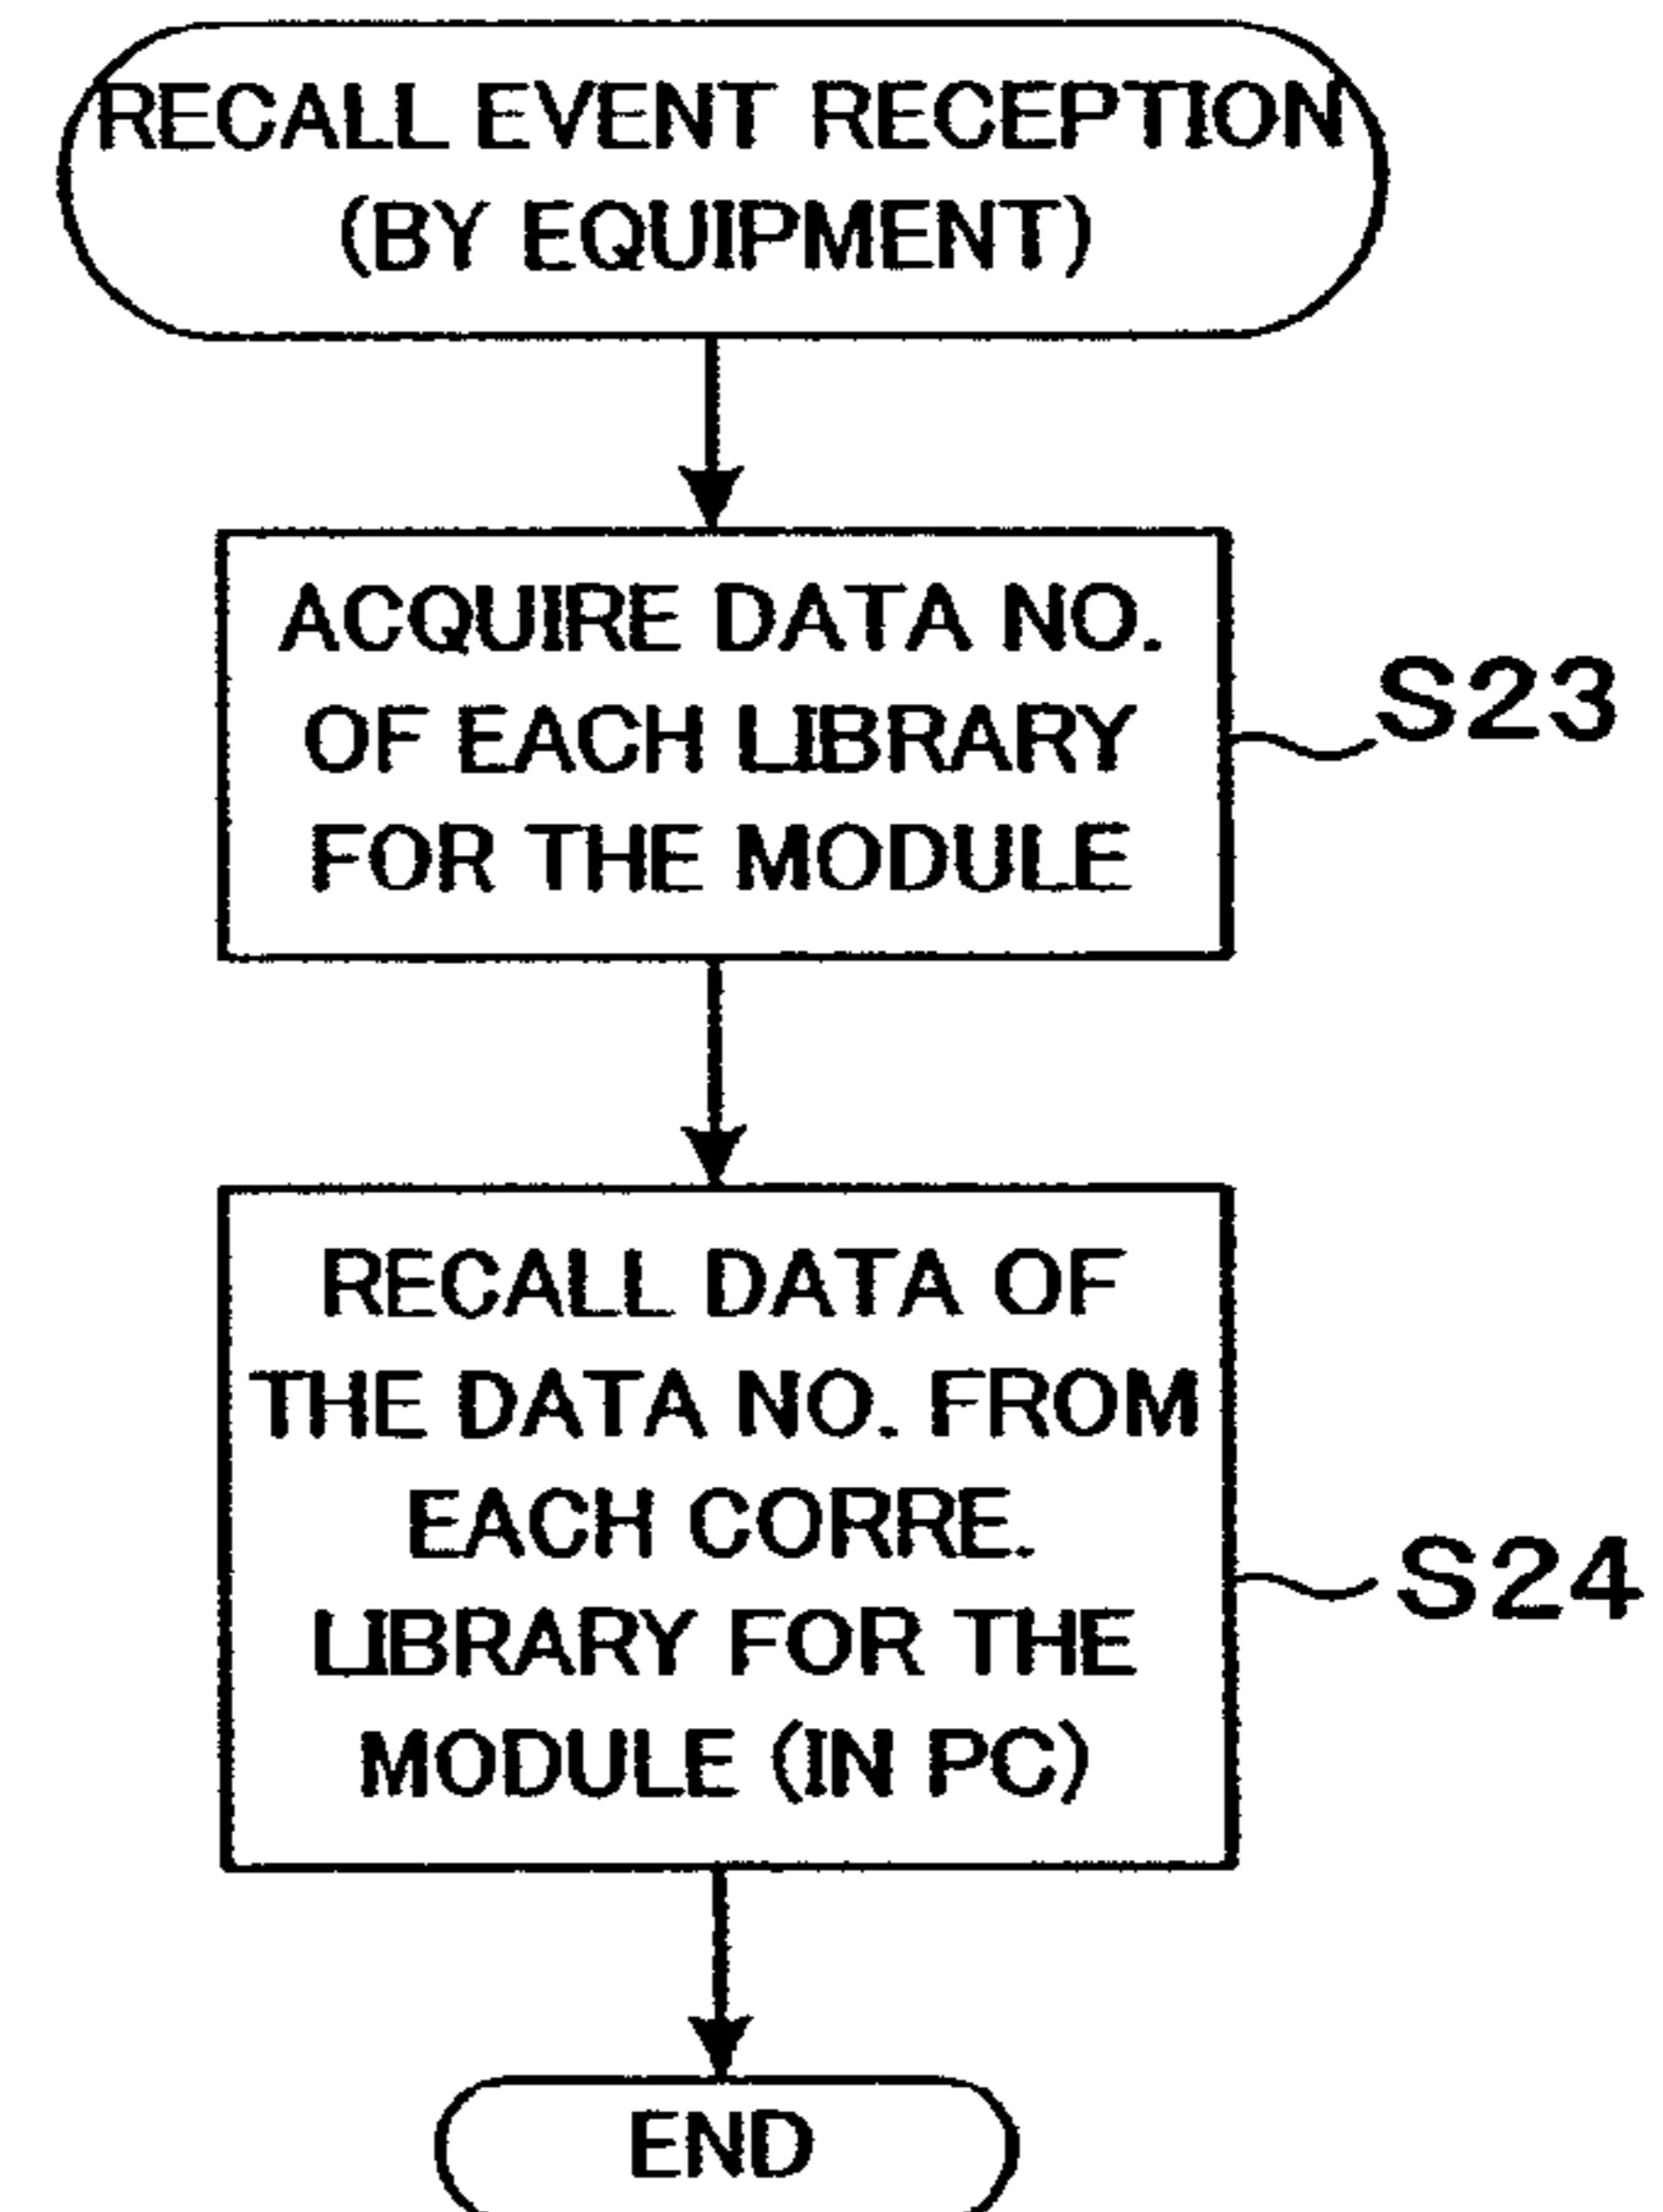 RECALL EVENT RECEPTION
(BY EQUIPMENT)
ACQUIRE DATA NO.
OF EACH LIBRARY
FOR THE MODULE
S23
RECALL DATA OF
THE DATA NO. FROM
EACH CORRE.
LIBRARY FOR THE
MODULE (IN PC)
S24
END